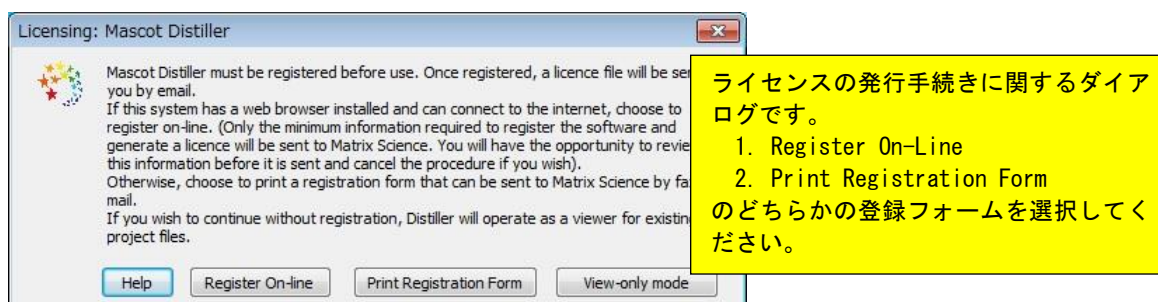 Licensing: Mascot Distiller
Mascot Distiller must be registered before use. Once registered, a licence file will be
you by email.
If this system has a web browser installed and can connect to the internet, choose to
register on-line. (Only the minimum information required to register the software and
generate a licence will be sent to Matrix Science. You will have the opportunity to
this information before it is sent and cancel the procedure if you wish).
Otherwise, choose to print a registration form that can be sent to Matrix Science by
mail.
If you wish to continue without registration, Distiller will operate as a viewer for
project files.
Help
Register On-line
Print Registration Form
View-only mode
ライセンスの発行手続きに関するダイア
ログです。
1. Register On-Line
2. Print Registration Form
のどちらかの登録フォームを選択してく
ださい。